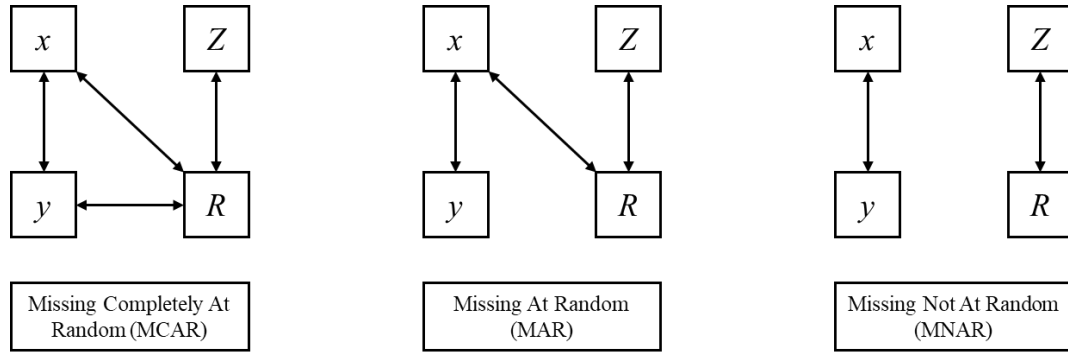 x Z x Z x Z
y R y R y R
Missing Completely At
Random (MCAR)
Missing At Random
(MAR)
Missing Not At Random
(MNAR)